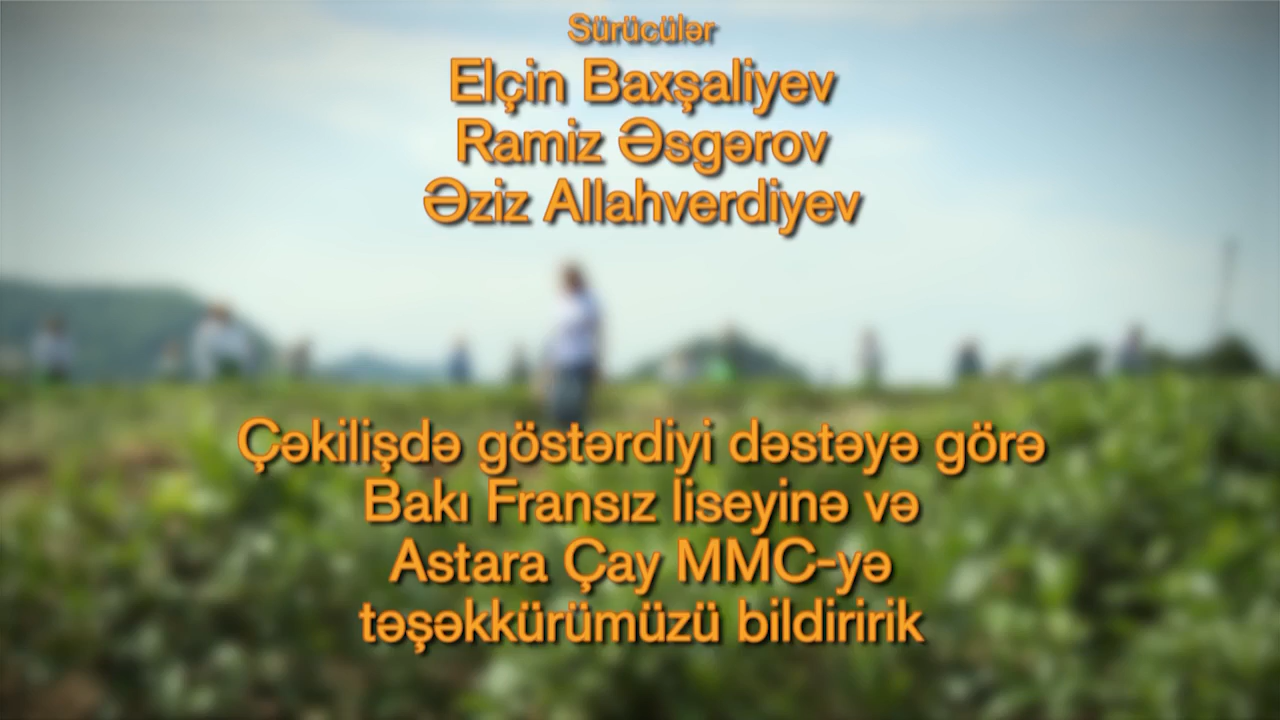 Sürücülər
Elçin Baxşaliyev
Ramiz Əsgərov
Əziz Allahverdiyev
Çəkilişdə göstərdiyi dəstəyə görə
Bakı Fransız liseyinə və
Astara Çay MMC-yə
təşəkkürümüzü bildiririk